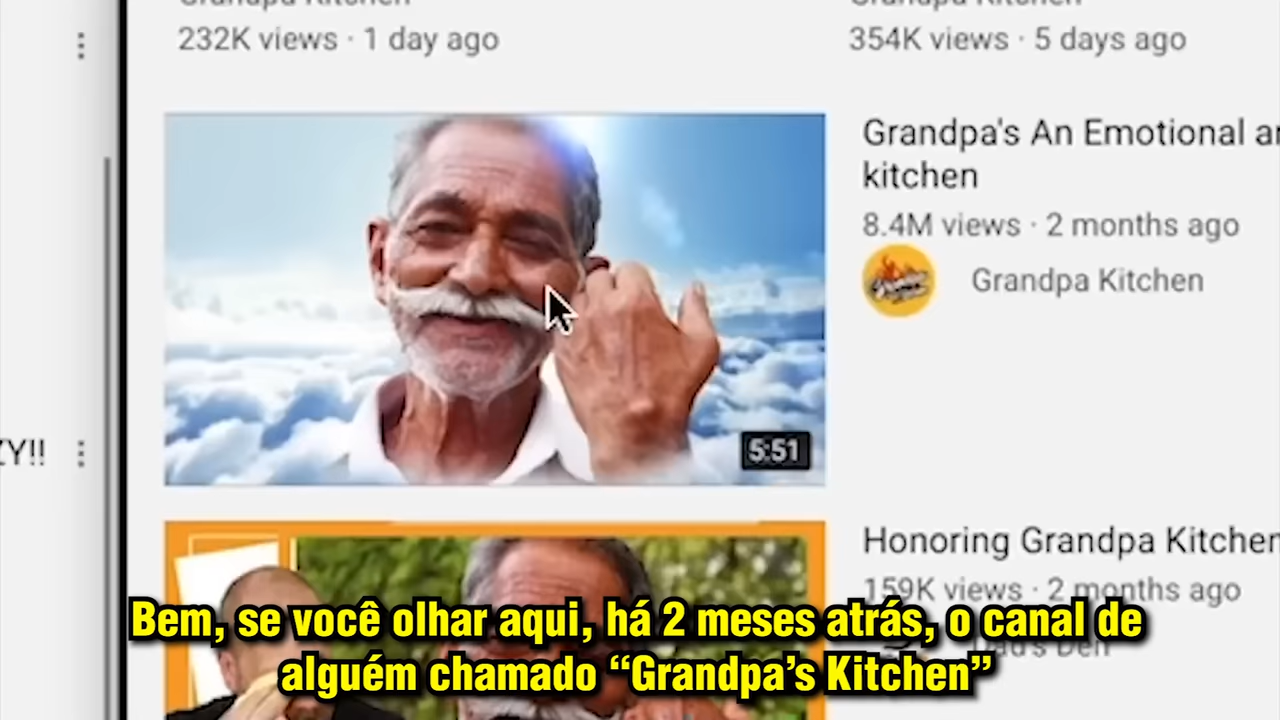 232K views · 1 day ago
354K views · 5 days ago
Grandpa's An Emotional
kitchen
8.4M views · 2 months ago
Grandpa Kitchen
5:51
Y!!
Honoring Grandpa Kitchen
159K views · 2 months ago
Bem, se você olhar aqui, há 2 meses atrás, o canal de
alguém chamado “Grandpa’s Kitchen”